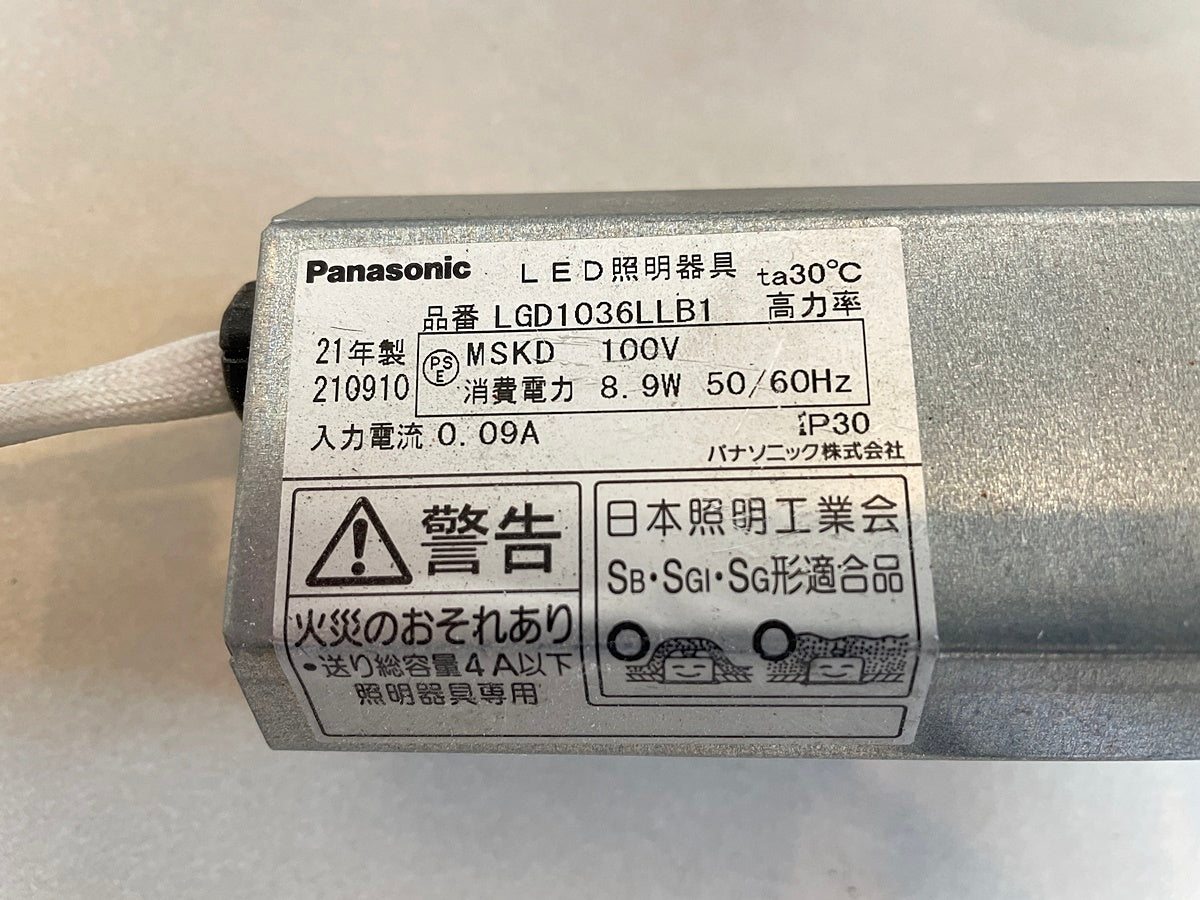 Panasonic LED照明器具 ta30℃
品番 LGD1036LLB1 高力率
21年製 PSE MSKD 100V
210910 消費電力 8.9W 50/60Hz
入力電流 0.09A IP30
パナソニック株式会社
警告
火災のおそれあり
・送り総容量4A以下
照明器具専用
日本照明工業会
SB・SGI・SG形適合品